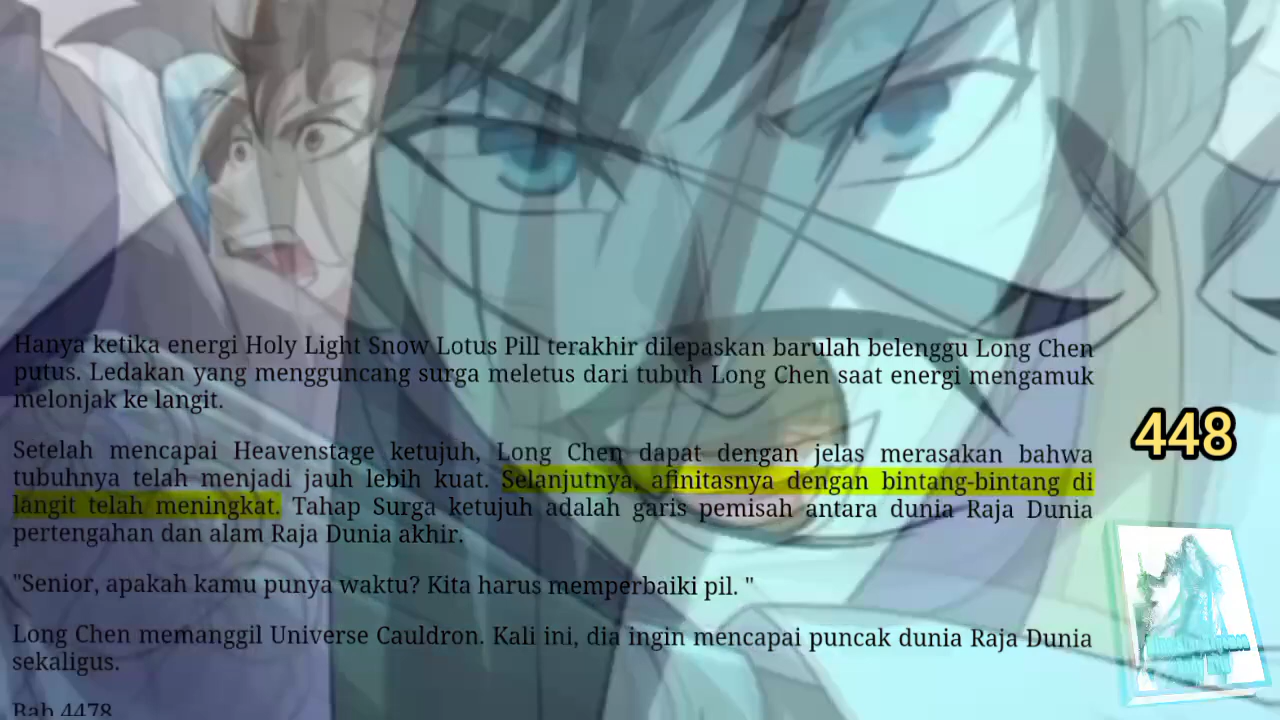 Hanya ketika energi Holy Light Snow Lotus Pill terakhir dilepaskan barulah belenggu Long Chen
putus. Ledakan yang mengguncang surga meletus dari tubuh Long Chen saat energi mengamuk
melonjak ke langit.
Setelah mencapai Heavenstage ketujuh, Long Chen dapat dengan jelas merasakan bahwa
tubuhnya telah menjadi jauh lebih kuat. Selanjutnya, afinitasnya dengan bintang-bintang di
langit telah meningkat. Tahap Surga ketujuh adalah garis pemisah antara dunia Raja Dunia
pertengahan dan alam Raja Dunia akhir.
448
"Senior, apakah kamu punya waktu? Kita harus memperbaiki pil. "
Long Chen memanggil Universe Cauldron. Kali ini, dia ingin mencapai puncak dunia Raja Dunia
sekaligus.
Bab 4478